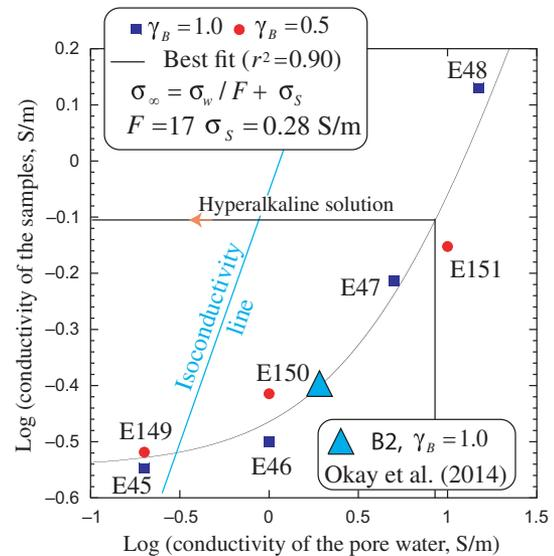 γB=1.0 γB=0.5
Best fit (r²=0.90)
σ∞ = σw / F + σS
F =17 σS = 0.28 S/m
0.2
0.1
0
−0.1
−0.2
−0.3
−0.4
−0.5
−0.6
Log (conductivity of the samples, S/m)
E48
Hyperalkaline solution
E151
E47
Isoconductivity
line
E150
E149
E45
E46
B2, γB = 1.0
Okay et al. (2014)
−1
−0.5
0
0.5
1
1.5
Log (conductivity of the pore water, S/m)